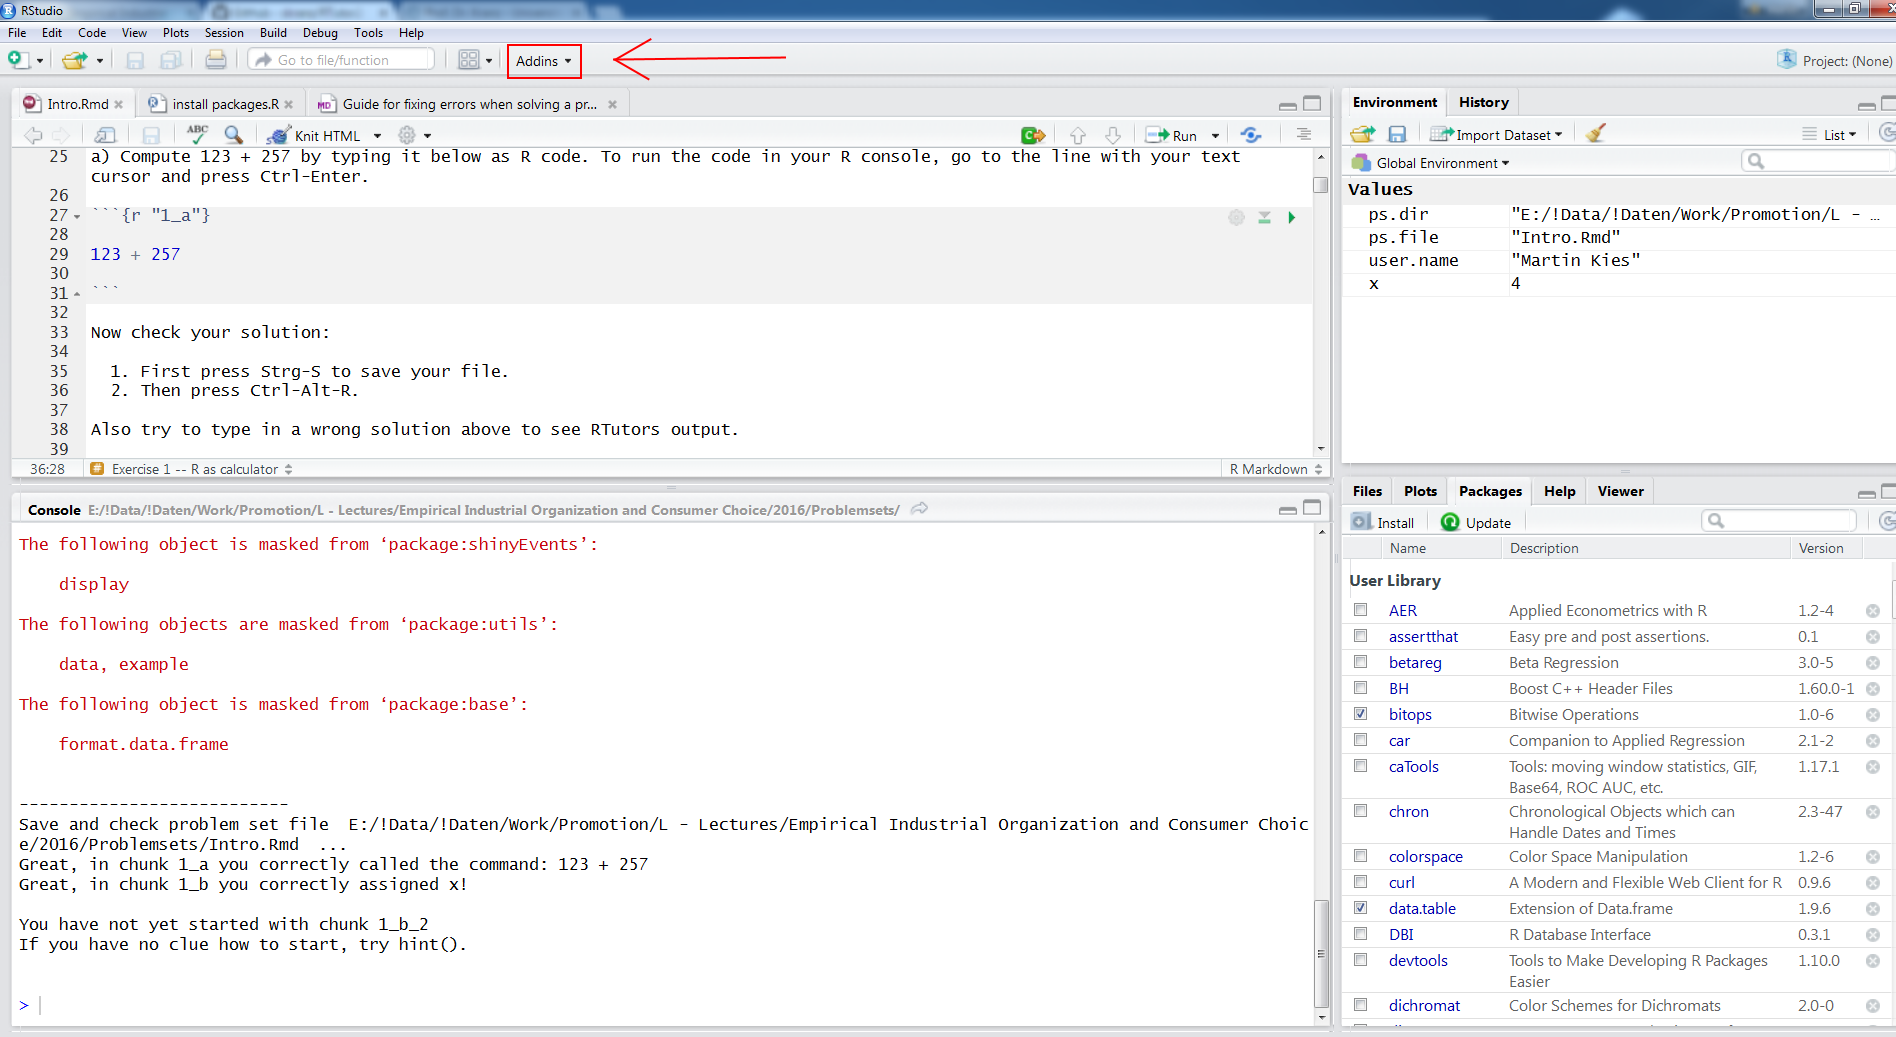 RStudio
File Edit Code View Plots Session Build Debug Tools Help
Go to file/function Addins Project: (None)
Intro.Rmd install packages.R Guide for fixing errors when solving a pr...
ABC Knit HTML Run
25 a) Compute 123 + 257 by typing it below as R code. To run the code in your R console, go to the line with your text
cursor and press Ctrl-Enter.
26
27 ```{r "1_a"}
28
29 123 + 257
30
31 ```
32
33 Now check your solution:
34
35 1. First press Strg-S to save your file.
36 2. Then press Ctrl-Alt-R.
37
38 Also try to type in a wrong solution above to see RTutors output.
39
36:28 Exercise 1 -- R as calculator R Markdown
Console E:/!Data/!Daten/Work/Promotion/L - Lectures/Empirical Industrial Organization and Consumer Choice/2016/Problemsets/
The following object is masked from ‘package:shinyEvents’:
display
The following objects are masked from ‘package:utils’:
data, example
The following object is masked from ‘package:base’:
format.data.frame
---------------------------
Save and check problem set file E:/!Data/!Daten/Work/Promotion/L - Lectures/Empirical Industrial Organization and Consumer Choic
e/2016/Problemsets/Intro.Rmd ...
Great, in chunk 1_a you correctly called the command: 123 + 257
Great, in chunk 1_b you correctly assigned x!
You have not yet started with chunk 1_b_2
If you have no clue how to start, try hint().
>
Environment History
Import Dataset List
Global Environment
Values
ps.dir "E:/!Data/!Daten/Work/Promotion/L - …
ps.file "Intro.Rmd"
user.name "Martin Kies"
x 4
Files Plots Packages Help Viewer
Install Update
Name Description Version
User Library
AER Applied Econometrics with R 1.2-4
assertthat Easy pre and post assertions. 0.1
betareg Beta Regression 3.0-5
BH Boost C++ Header Files 1.60.0-1
bitops Bitwise Operations 1.0-6
car Companion to Applied Regression 2.1-2
caTools Tools: moving window statistics, GIF, 1.17.1
Base64, ROC AUC, etc.
chron Chronological Objects which can 2.3-47
Handle Dates and Times
colorspace Color Space Manipulation 1.2-6
curl A Modern and Flexible Web Client for R 0.9.6
data.table Extension of Data.frame 1.9.6
DBI R Database Interface 0.3.1
devtools Tools to Make Developing R Packages 1.10.0
Easier
dichromat Color Schemes for Dichromats 2.0-0